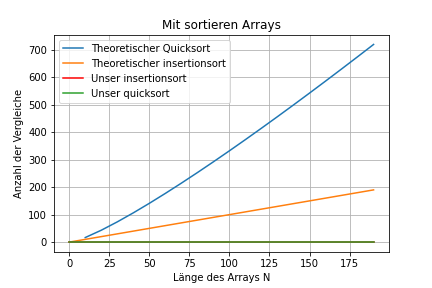 Mit sortieren Arrays
Theoretischer Quicksort
Theoretischer insertionsort
Unser insertionsort
Unser quicksort
Anzahl der Vergleiche
700
600
500
400
300
200
100
0
0
25
50
75
100
125
150
175
Länge des Arrays N